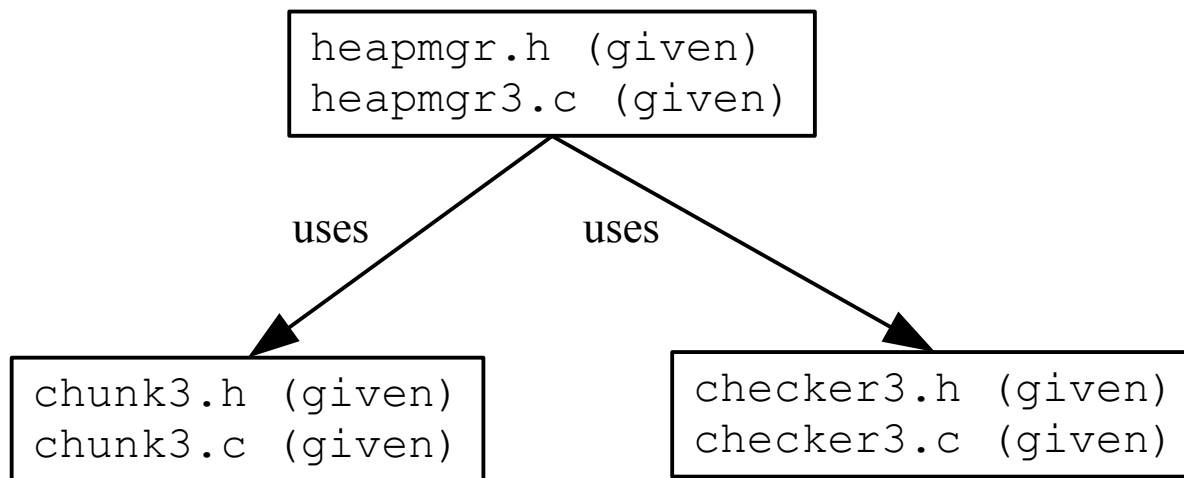 heapmgr.h (given)
heapmgr3.c (given)
uses
uses
chunk3.h (given)
chunk3.c (given)
checker3.h (given)
checker3.c (given)